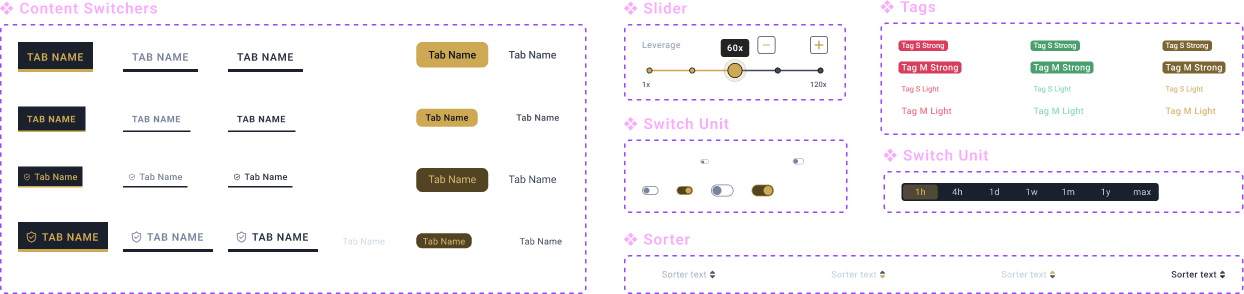 Content Switchers
TAB NAME TAB NAME TAB NAME Tab Name Tab Name
TAB NAME TAB NAME TAB NAME Tab Name Tab Name
Tab Name Tab Name Tab Name Tab Name Tab Name
TAB NAME TAB NAME TAB NAME Tab Name Tab Name Tab Name
Slider
Leverage 60x
1x 120x
Switch Unit
Tags
Tag S Strong Tag S Strong Tag S Strong
Tag M Strong Tag M Strong Tag M Strong
Tag S Light Tag S Light Tag S Light
Tag M Light Tag M Light Tag M Light
Switch Unit
1h 4h 1d 1w 1m 1y max
Sorter
Sorter text Sorter text Sorter text Sorter text